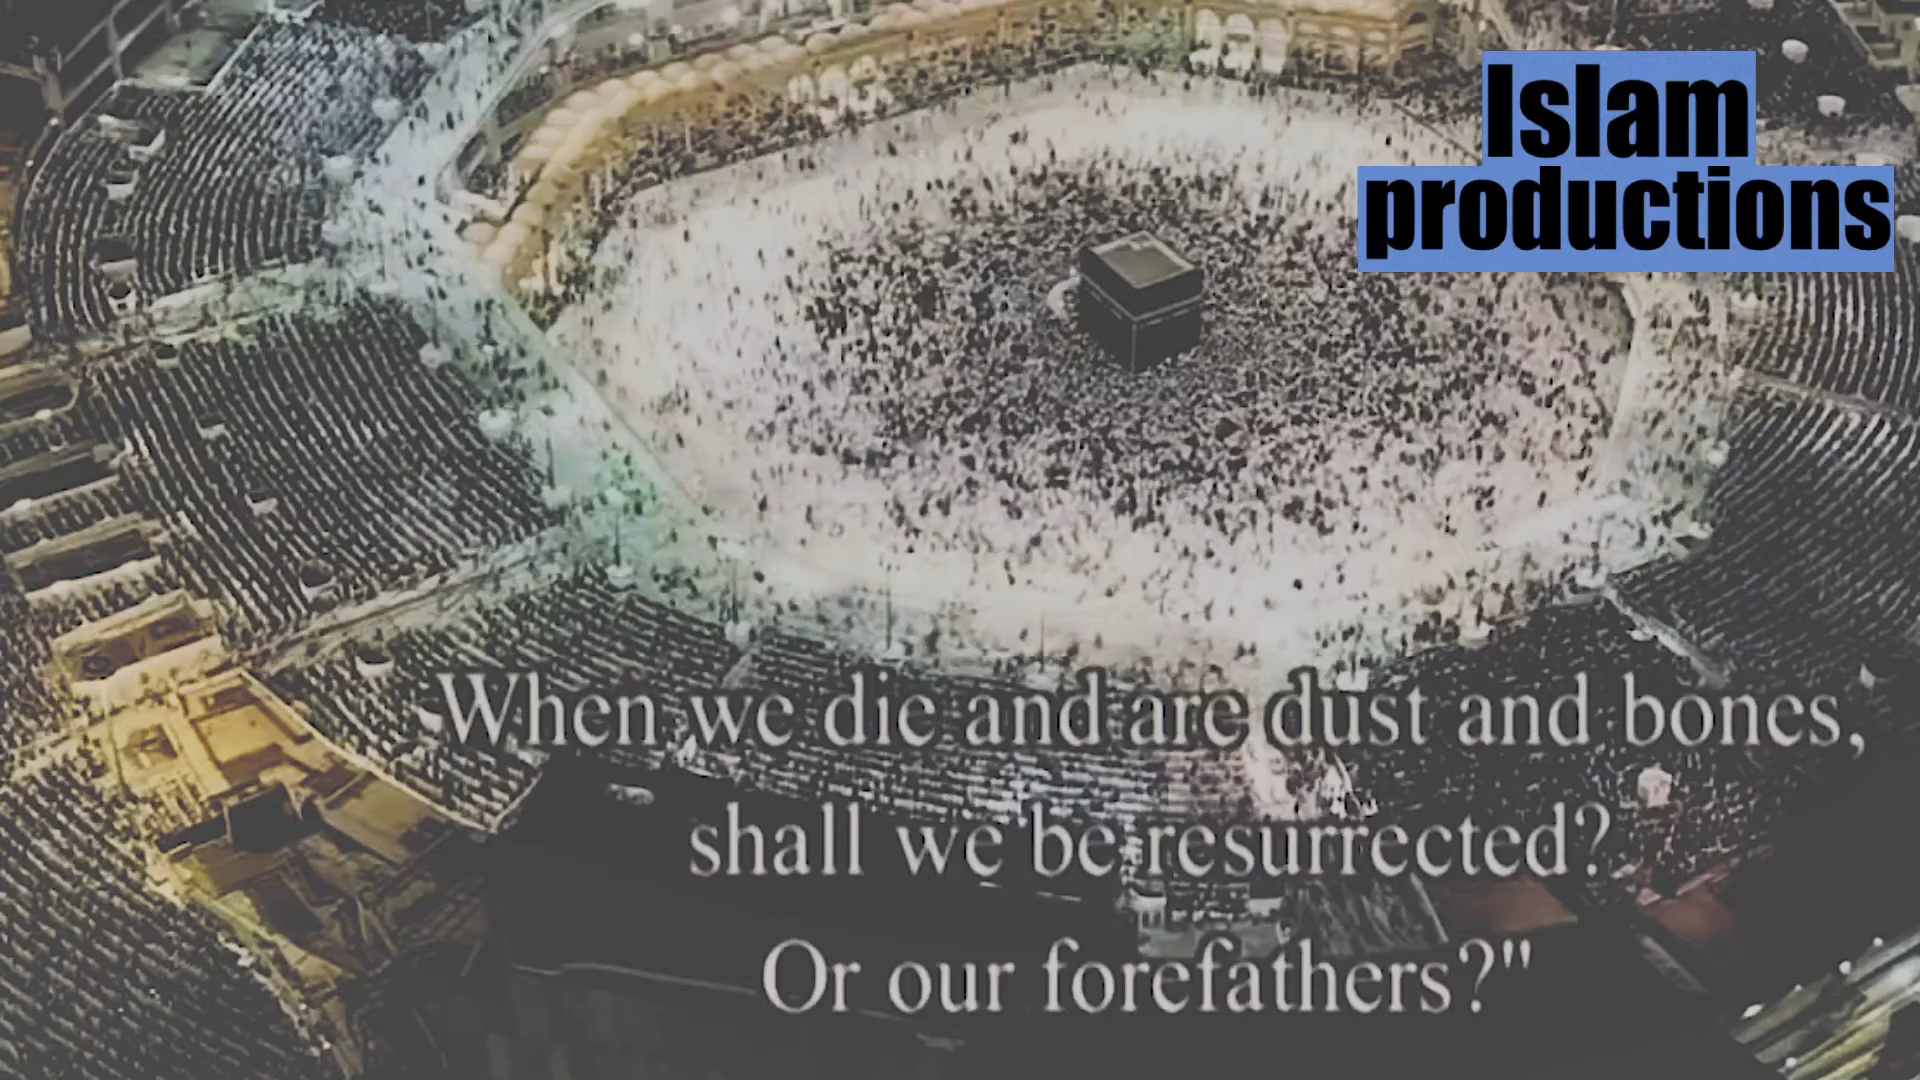 Islam
productions
When we die and are dust and bones,
shall we be resurrected?
Or our forefathers?"